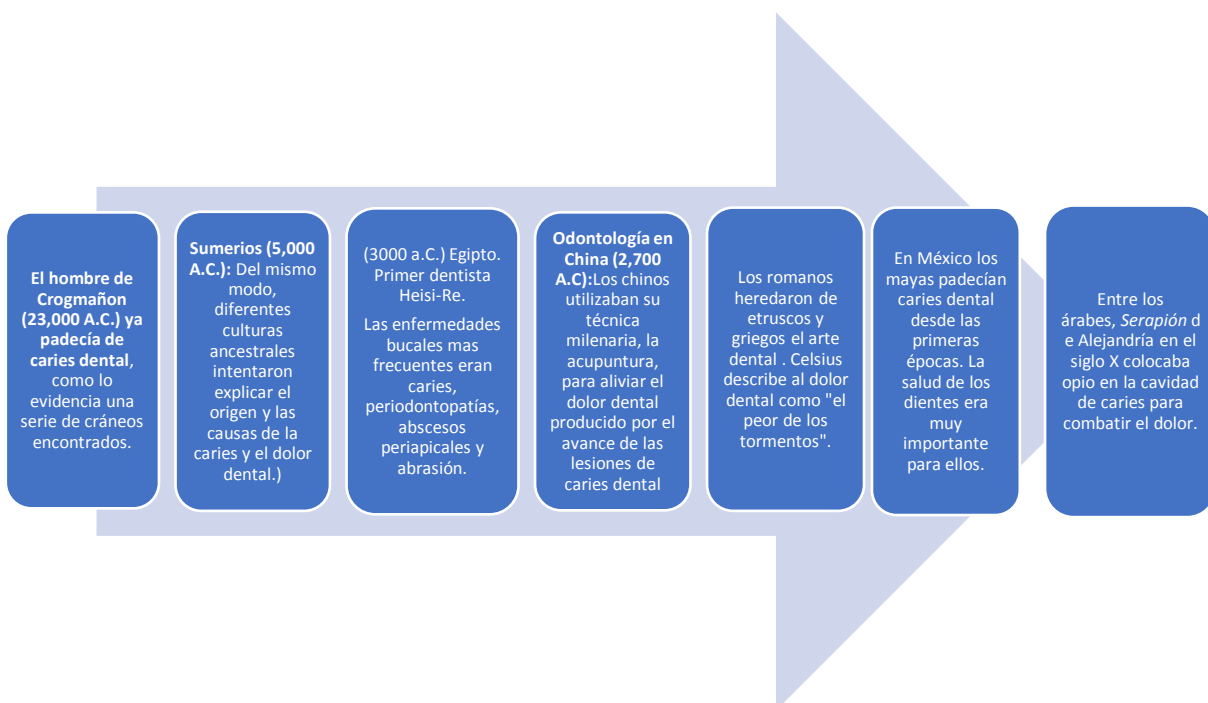 El hombre de
Crogmañon
(23,000 A.C.) ya
padecía de
caries dental, 
como lo
evidencia una
serie de cráneos
encontrados.
Sumerios (5,000
A.C.): Del mismo
modo,
diferentes
culturas
ancestrales
intentaron
explicar el
origen y las
causas de la
caries y el dolor
dental.)
(3000 a.C.) Egipto.
Primer dentista
Heisi-Re.
Las enfermedades
bucales mas
frecuentes eran
caries,
periodontopatías,
abscesos
periapicales y
abrasión.
Odontología en
China (2,700
A.C):Los chinos
utilizaban su
técnica
milenaria, la
acupuntura,
para aliviar el
dolor dental
producido por el
avance de las
lesiones de
caries dental
Los romanos
heredaron de
etruscos y
griegos el arte
dental . Celsius
describe al dolor
dental como "el
peor de los
tormentos".
En México los
mayas padecían
caries dental
desde las
primeras
épocas. La
salud de los
dientes era
muy
importante
para ellos.
Entre los
árabes, Serapión d
e Alejandría en el
siglo X colocaba
opio en la cavidad
de caries para
combatir el dolor.